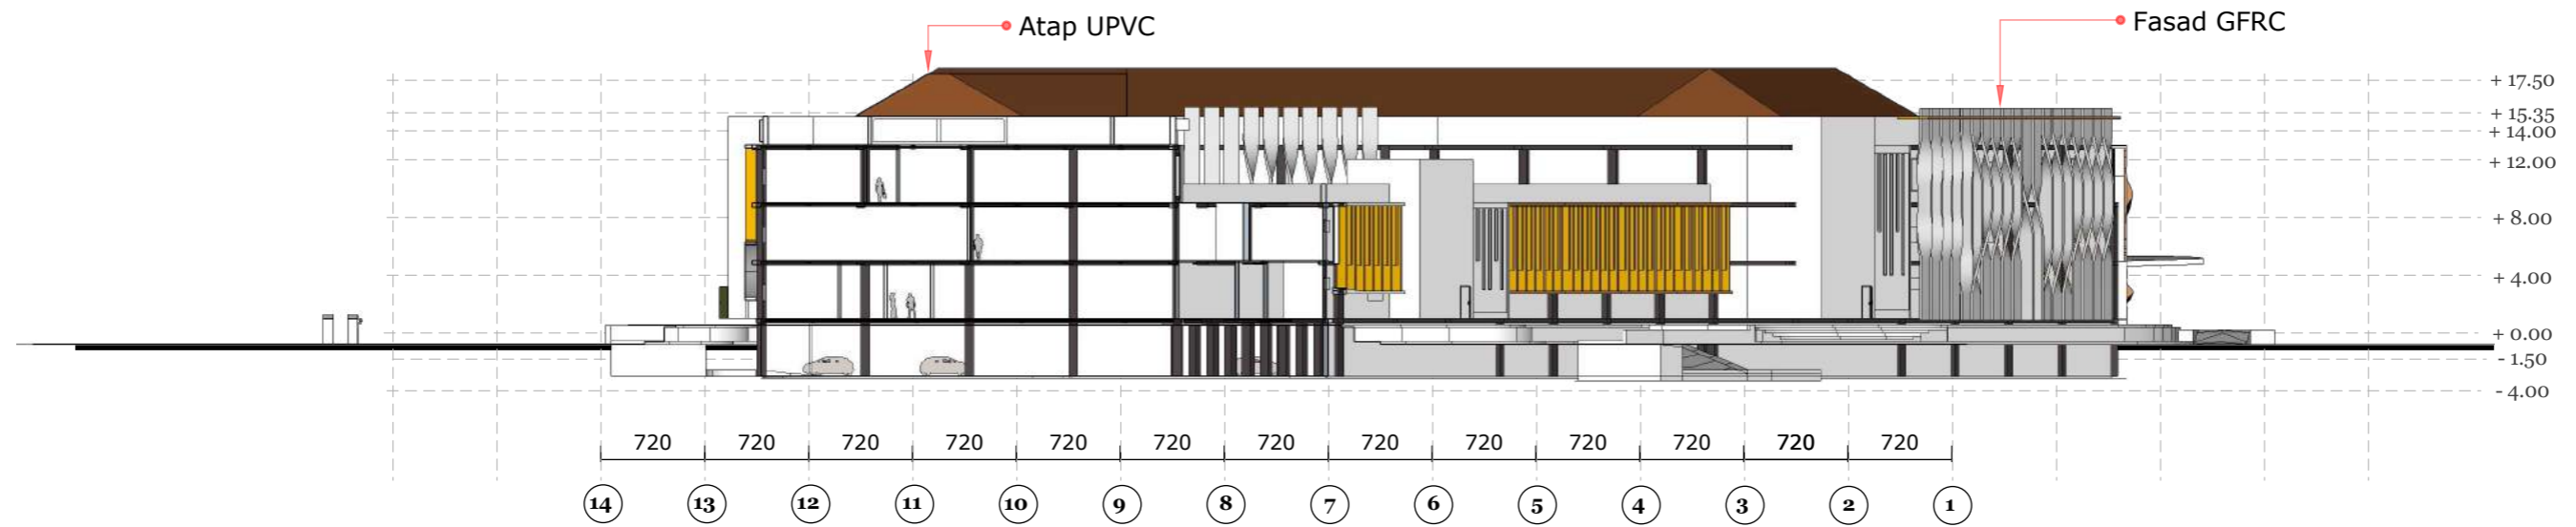 Atap UPVC
Fasad GFRC
+ 17.50
+ 15.35
+ 14.00
+ 12.00
+ 8.00
+ 4.00
+ 0.00
- 1.50
- 4.00
720 720 720 720 720 720 720 720 720 720 720 720 720
14 13 12 11 10 9 8 7 6 5 4 3 2 1